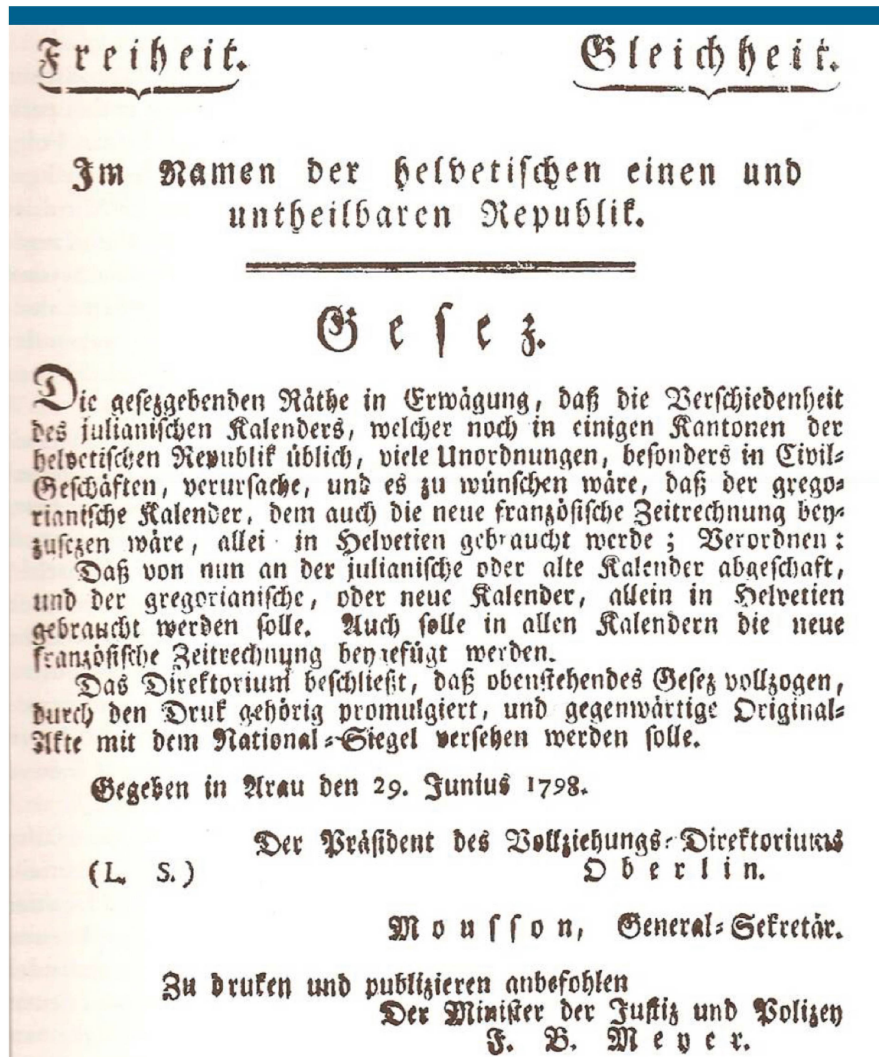 Freiheit. Gleichheit.
Im Namen der helvetischen einen und
untheilbaren Republik.
Gesez.
Die gesezgebenden Räthe in Erwägung, daß die Verschiedenheit
des julianischen Kalenders, welcher noch in einigen Kantonen der
helvetischen Republik üblich, viele Unordnungen, besonders in Civil-
Geschäften, verursache, und es zu wünschen wäre, daß der grego-
rianische Kalender, dem auch die neue französische Zeitrechnung bey-
zusezen wäre, allei in Helvetien gebraucht werde; Verordnen:
Daß von nun an der julianische oder alte Kalender abgeschaft,
und der gregorianische, oder neue Kalender, allein in Helvetien
gebraucht werden solle. Auch solle in allen Kalendern die neue
französische Zeitrechnung beygefügt werden.
Das Direktorium beschließt, daß obenstehendes Gesez vollzogen,
durch den Druk gehörig promulgiert, und gegenwärtige Original-
Akte mit dem National-Siegel versehen werden solle.
Gegeben in Arau den 29. Junius 1798.
Der Präsident des Vollziehungs-Direktoriums
(L. S.) Oberlin.
Mousson, General-Sekretär.
Zu druken und publizieren anbefohlen
Der Minister der Justiz und Polizey
F. B. Meyer.